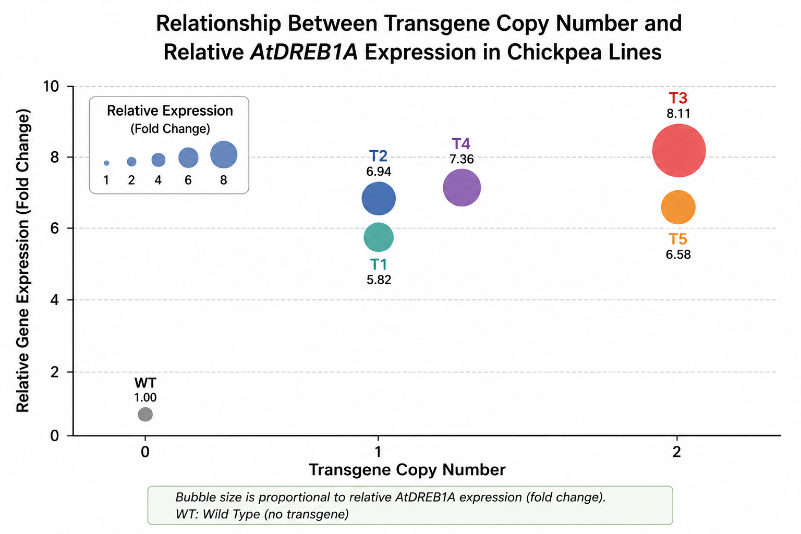 Relationship Between Transgene Copy Number and
Relative AtDREB1A Expression in Chickpea Lines
Relative Gene Expression (Fold Change)
10
8
6
4
2
0
Relative Expression
(Fold Change)
1 2 4 6 8
WT
1.00
T2
6.94
T1
5.82
T4
7.36
T3
8.11
T5
6.58
0 1 2
Transgene Copy Number
Bubble size is proportional to relative AtDREB1A expression (fold change).
WT: Wild Type (no transgene)